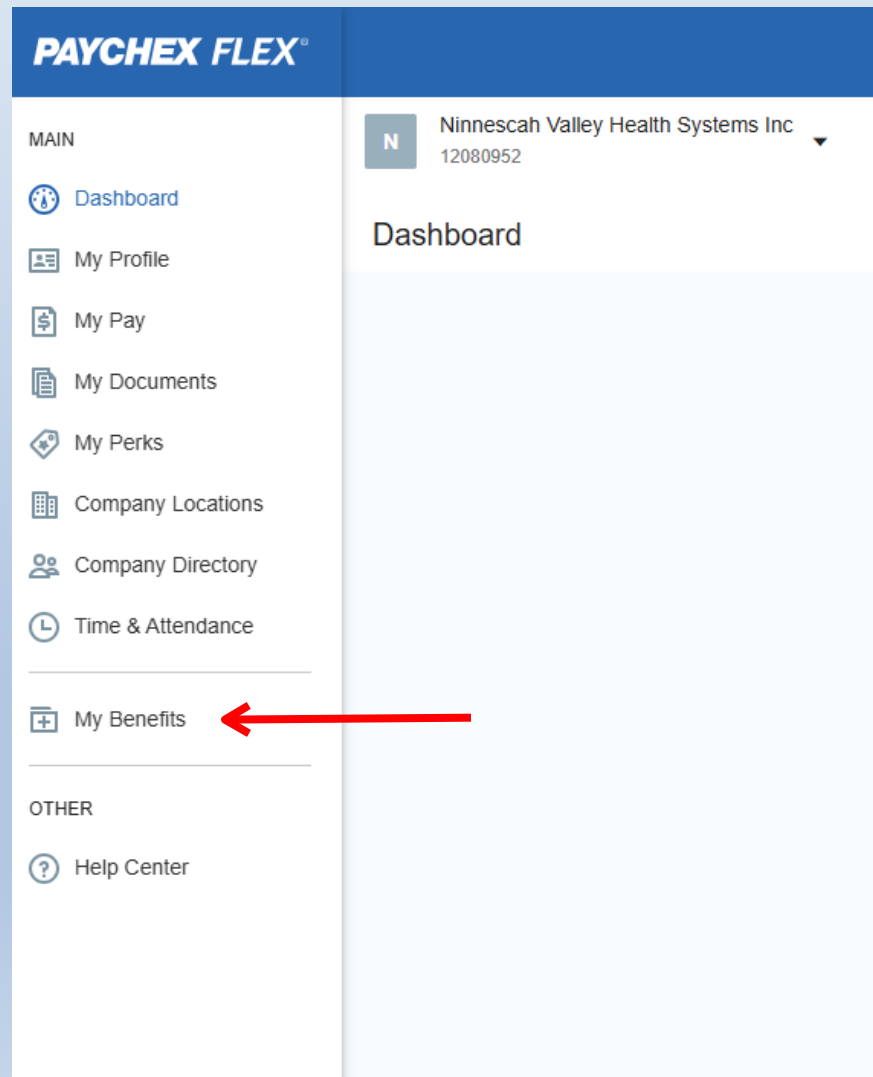 PAYCHEX FLEX®
MAIN
Dashboard
My Profile
My Pay
My Documents
My Perks
Company Locations
Company Directory
Time & Attendance
My Benefits
OTHER
Help Center
N
Ninnescah Valley Health Systems Inc
12080952
Dashboard